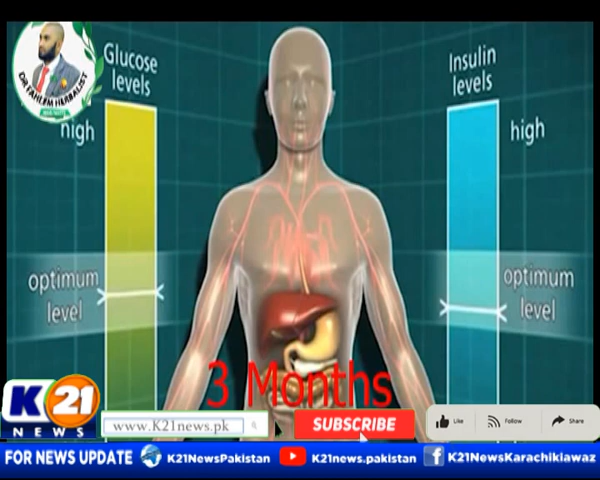 DR FAHEEM HERBALIST
Glucose
levels
Insulin
levels
high
high
optimum
level
optimum
level
3 Months
K21
NEWS
www.K21news.pk
SUBSCRIBE
Like
Follow
Share
FOR NEWS UPDATE
K21NewsPakistan
K21news.pakistan
K21NewsKarachikiawaz